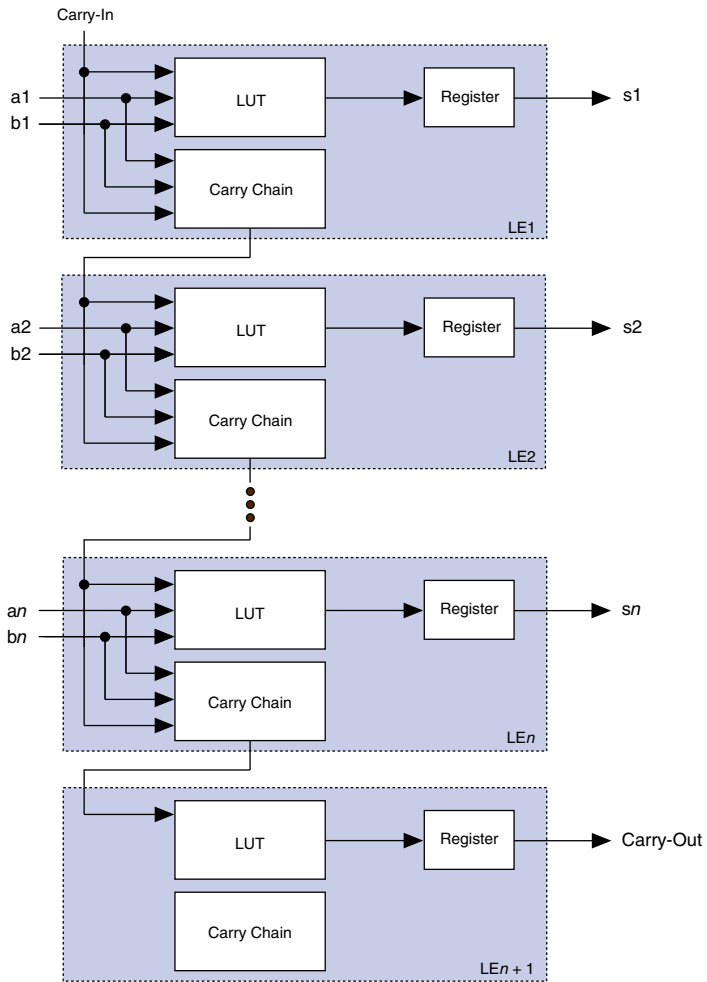 Carry-In
a1
b1
LUT
Register
s1
Carry Chain
LE1
a2
b2
LUT
Register
s2
Carry Chain
LE2
an
bn
LUT
Register
sn
Carry Chain
LEn
LUT
Register
Carry-Out
Carry Chain
LEn + 1